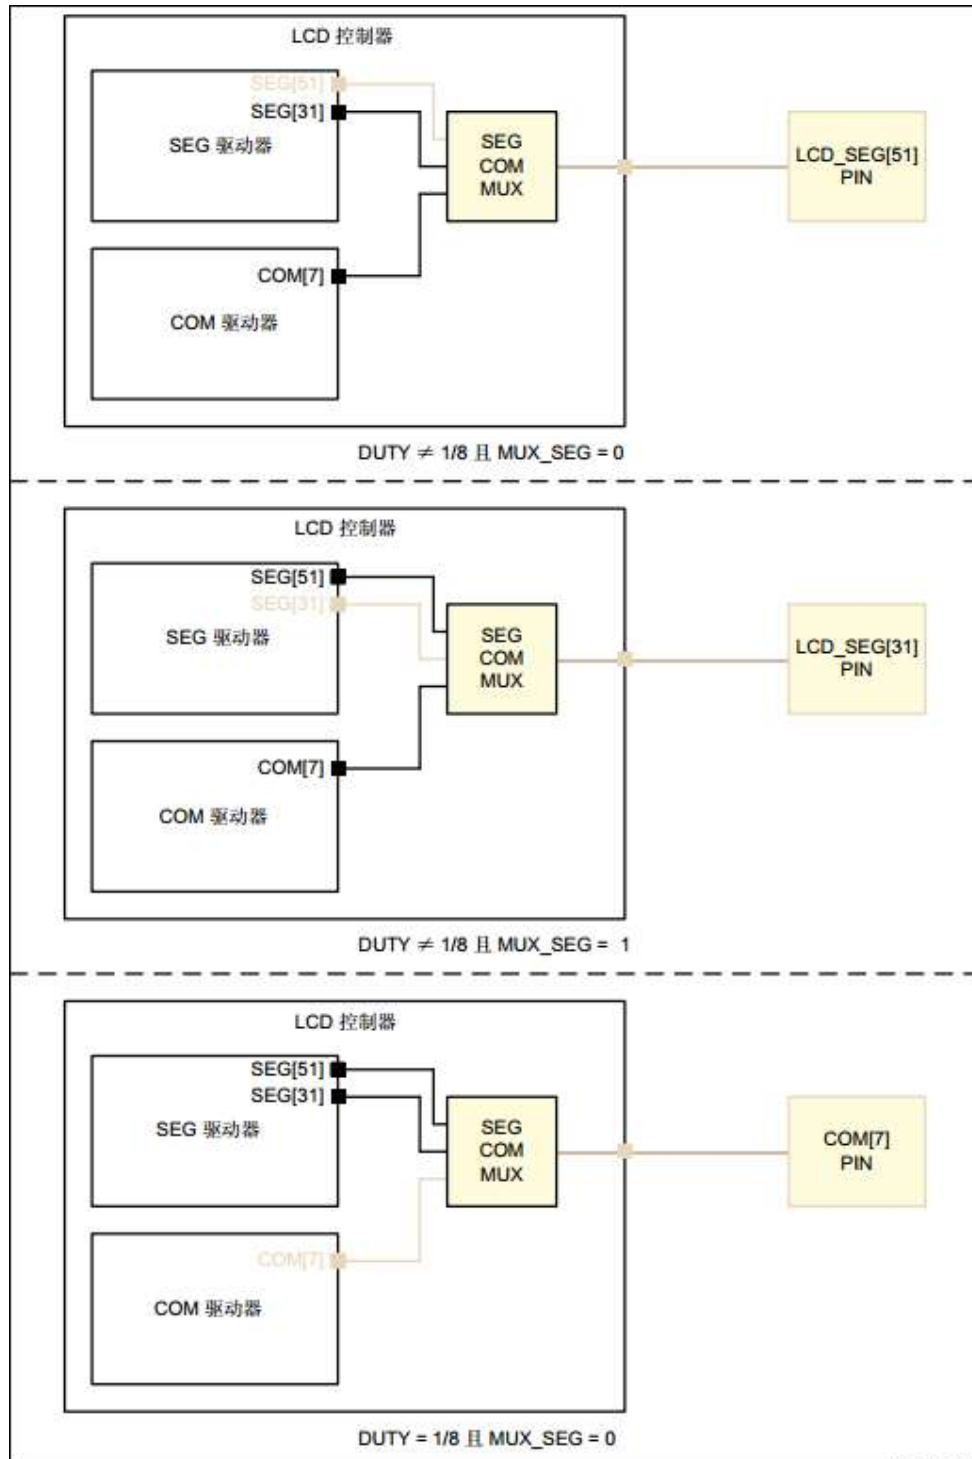 LCD 控制器
SEG[51]
SEG[31]
SEG 驱动器
COM[7]
COM 驱动器
SEG
COM
MUX
LCD_SEG[51]
PIN
DUTY ≠ 1/8 且 MUX_SEG = 0
LCD 控制器
SEG[51]
SEG[31]
SEG 驱动器
COM[7]
COM 驱动器
SEG
COM
MUX
LCD_SEG[31]
PIN
DUTY ≠ 1/8 且 MUX_SEG = 1
LCD 控制器
SEG[51]
SEG[31]
SEG 驱动器
COM[7]
COM 驱动器
SEG
COM
MUX
COM[7]
PIN
DUTY = 1/8 且 MUX_SEG = 0